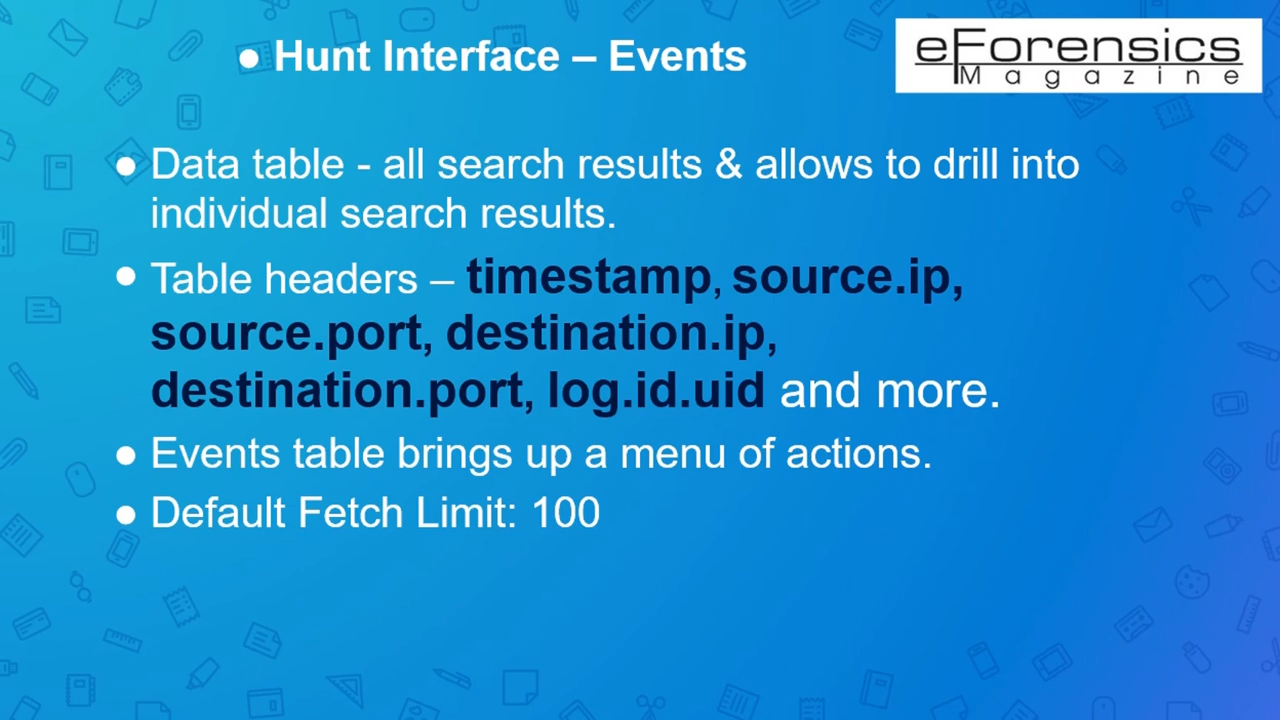 ● Hunt Interface – Events
eForensics
Magazine
● Data table - all search results & allows to drill into
individual search results.
● Table headers – timestamp, source.ip,
source.port, destination.ip,
destination.port, log.id.uid and more.
● Events table brings up a menu of actions.
● Default Fetch Limit: 100